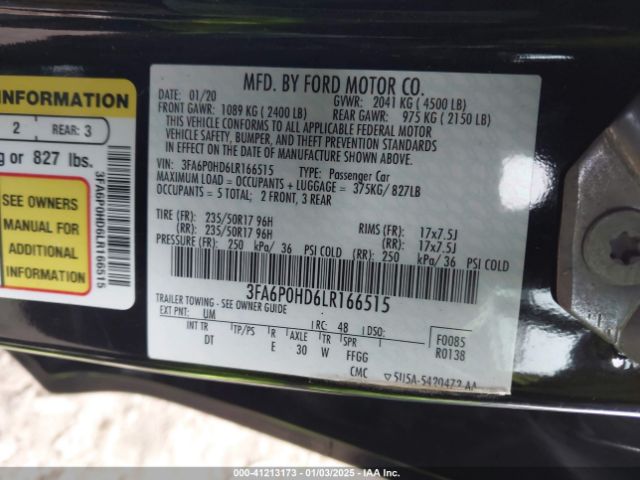 INFORMATION
2 REAR: 3
or 827 lbs.
SEE OWNERS
MANUAL FOR
ADDITIONAL
INFORMATION
3FA6P0HD6LR166515
MFD. BY FORD MOTOR CO.
DATE: 01/20 GVWR: 2041 KG ( 4500 LB)
FRONT GAWR: 1089 KG ( 2400 LB) REAR GAWR: 975 KG ( 2150 LB)
THIS VEHICLE CONFORMS TO ALL APPLICABLE FEDERAL MOTOR
VEHICLE SAFETY, BUMPER, AND THEFT PREVENTION STANDARDS
IN EFFECT ON THE DATE OF MANUFACTURE SHOWN ABOVE.
VIN: 3FA6P0HD6LR166515 TYPE: Passenger Car
MAXIMUM LOAD = OCCUPANTS + LUGGAGE = 375KG/ 827LB
OCCUPANTS = 5 TOTAL; 2 FRONT, 3 REAR
TIRE (FR): 235/50R17 96H RIMS (FR): 17x7.5J
(RR): 235/50R17 96H (RR): 17x7.5J
PRESSURE (FR): 250 kPa/ 36 PSI COLD (RR): 250 kPa/ 36 PSI COLD
3FA6P0HD6LR166515
TRAILER TOWING - SEE OWNER GUIDE
EXT PNT: UM RC: 48 DSO: F0085
INT TR TP/PS R AXLE TR SPR R0138
DT E 30 W FFGG
CMC ▽5U5A-5420472-AA
© - 41213173 - 01/03/2025 - IAA Inc.